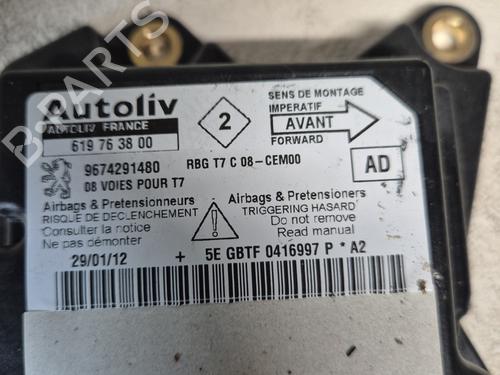 Autoliv
AUTOLIV FRANCE
619 76 38 00
2
SENS DE MONTAGE
IMPERATIF
AVANT
FORWARD
9674291480
RBG T7 C 08-CEM00
08 VOIES POUR T7
AD
Airbags & Pretensionneurs
RISQUE DE DECLENCHEMENT
Consulter la notice
Ne pas démonter
Airbags & Pretensioners
TRIGGERING HASARD
Do not remove
Read manual
29/01/12 + 5E GBTF 0416997 P * A2
B-PARTS